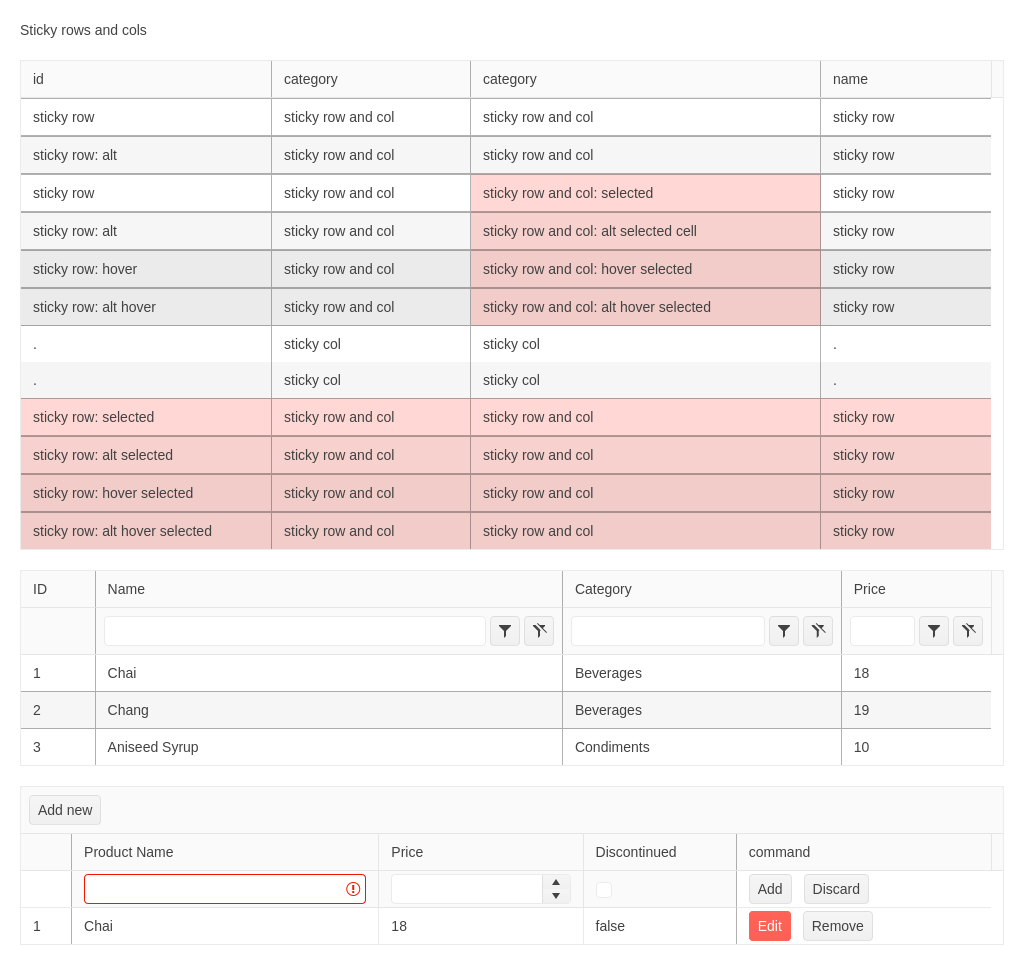 Sticky rows and cols
id category category name
sticky row sticky row and col sticky row and col sticky row
sticky row: alt sticky row and col sticky row and col sticky row
sticky row sticky row and col sticky row and col: selected sticky row
sticky row: alt sticky row and col sticky row and col: alt selected cell sticky row
sticky row: hover sticky row and col sticky row and col: hover selected sticky row
sticky row: alt hover sticky row and col sticky row and col: alt hover selected sticky row
. sticky col sticky col .
. sticky col sticky col .
sticky row: selected sticky row and col sticky row and col sticky row
sticky row: alt selected sticky row and col sticky row and col sticky row
sticky row: hover selected sticky row and col sticky row and col sticky row
sticky row: alt hover selected sticky row and col sticky row and col sticky row
ID Name Category Price
1 Chai Beverages 18
2 Chang Beverages 19
3 Aniseed Syrup Condiments 10
Add new
Product Name Price Discontinued command
Add Discard
1 Chai 18 false Edit Remove